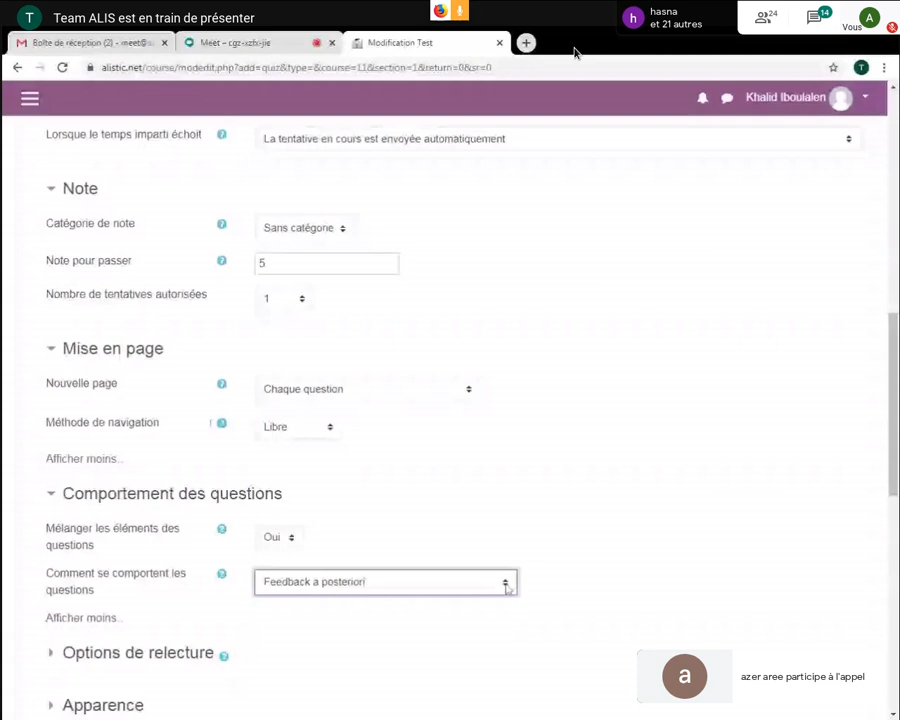 T Team ALIS est en train de présenter
h hasna
et 21 autres
24
14
Vous
A
Boîte de réception (2) - meet@s
Meet – cgz-xzfx-jie
Modification Test
alistic.net/course/modedit.php?add=quiz&type=&course=11&section=1&return=0&sr=0
T
Khalid Iboulalen
Lorsque le temps imparti échoit
La tentative en cours est envoyée automatiquement
Note
Catégorie de note
Sans catégorie
Note pour passer
5
Nombre de tentatives autorisées
1
Mise en page
Nouvelle page
Chaque question
Méthode de navigation
!
Libre
Afficher moins..
Comportement des questions
Mélanger les éléments des
questions
Oui
Comment se comportent les
questions
Feedback a posteriori
Afficher moins..
Options de relecture
a
azer aree participe à l'appel
Apparence